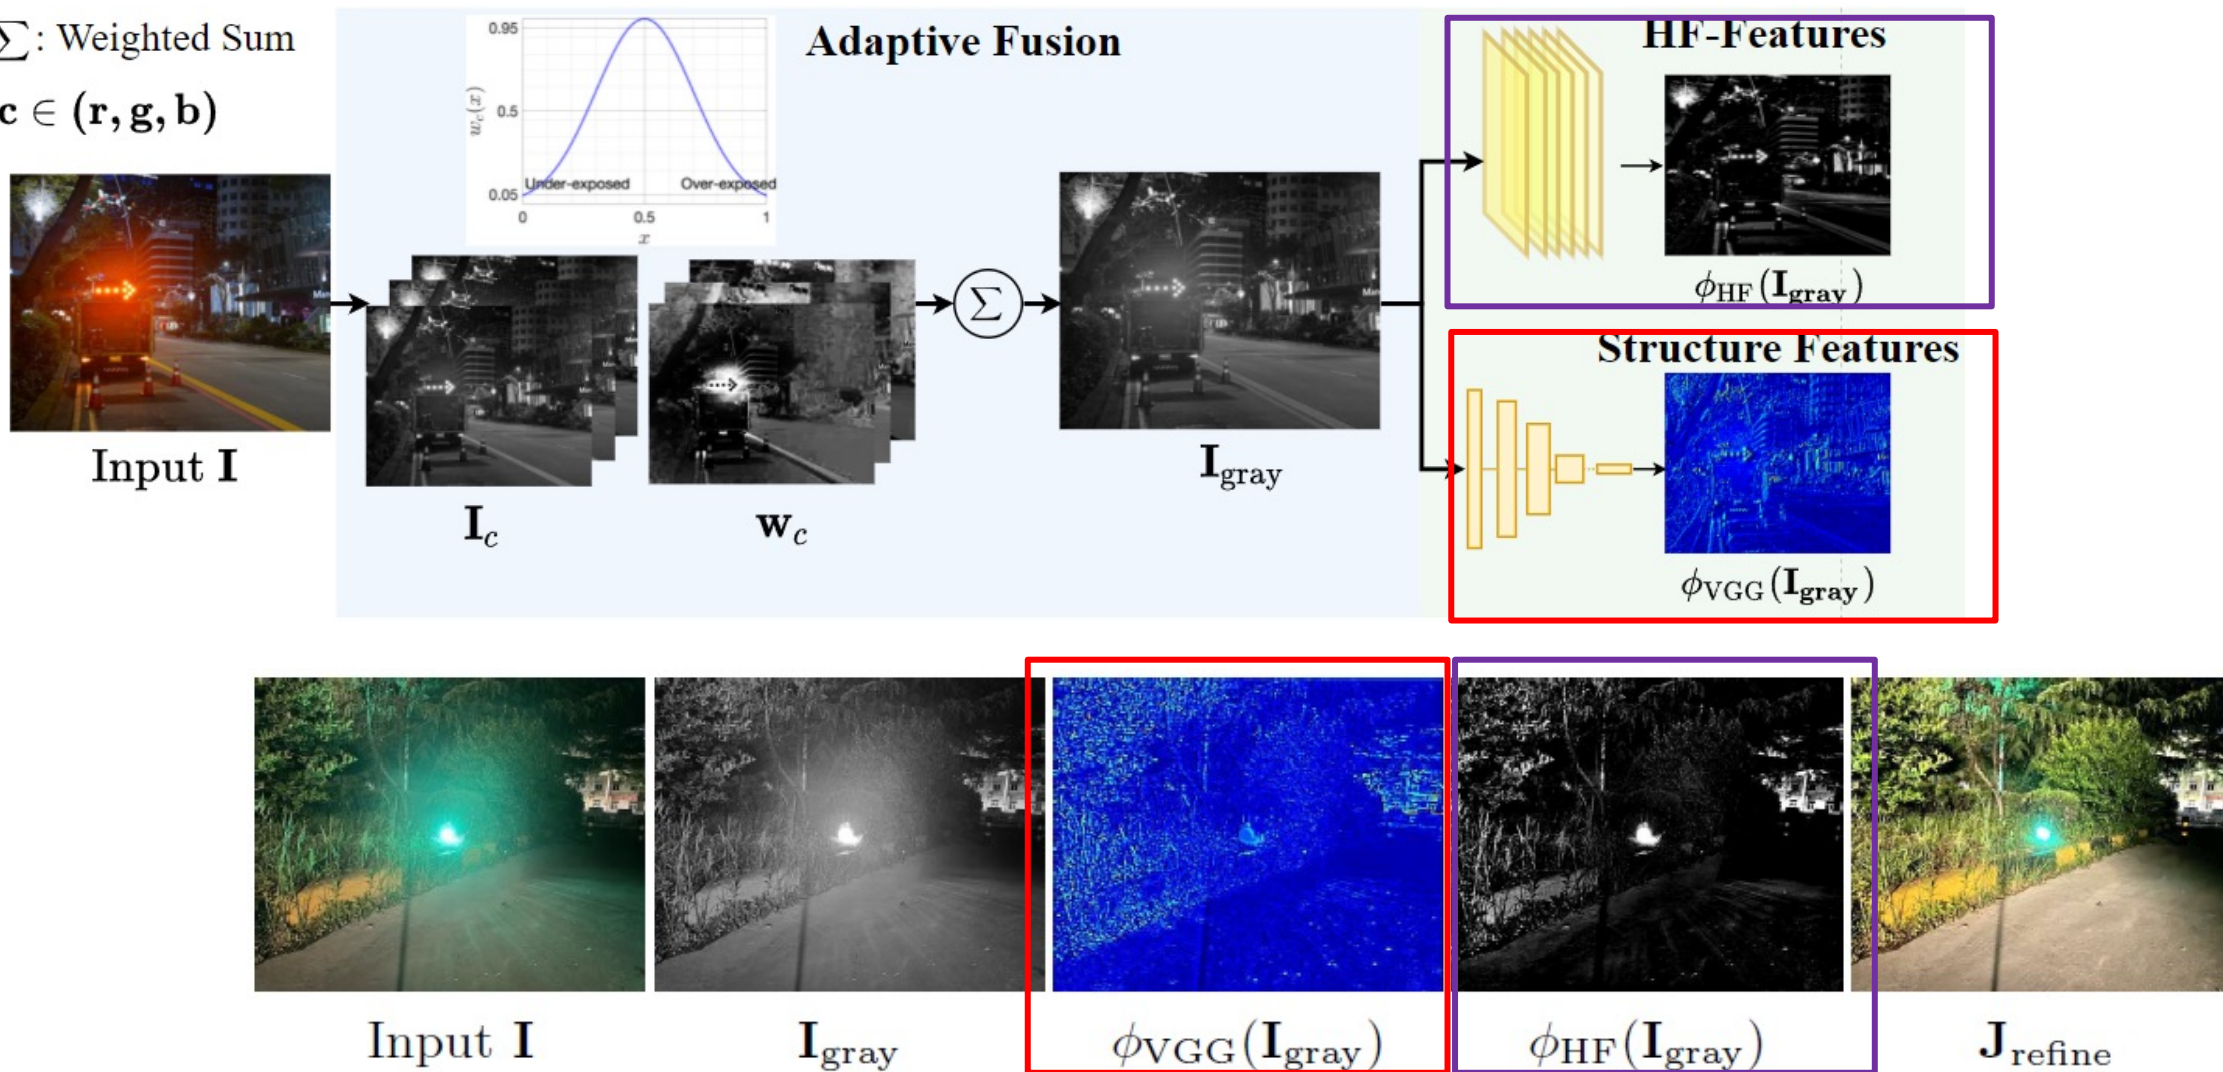 ∑: Weighted Sum
c ∈ (r, g, b)
Adaptive Fusion
HF-Features
0.95
0.5
0.05
w_c(x)
Under-exposed
Over-exposed
0
0.5
1
x
∑
ϕ_HF(I_gray)
Structure Features
Input I
I_c
w_c
I_gray
ϕ_VGG(I_gray)
Input I
I_gray
ϕ_VGG(I_gray)
ϕ_HF(I_gray)
J_refine